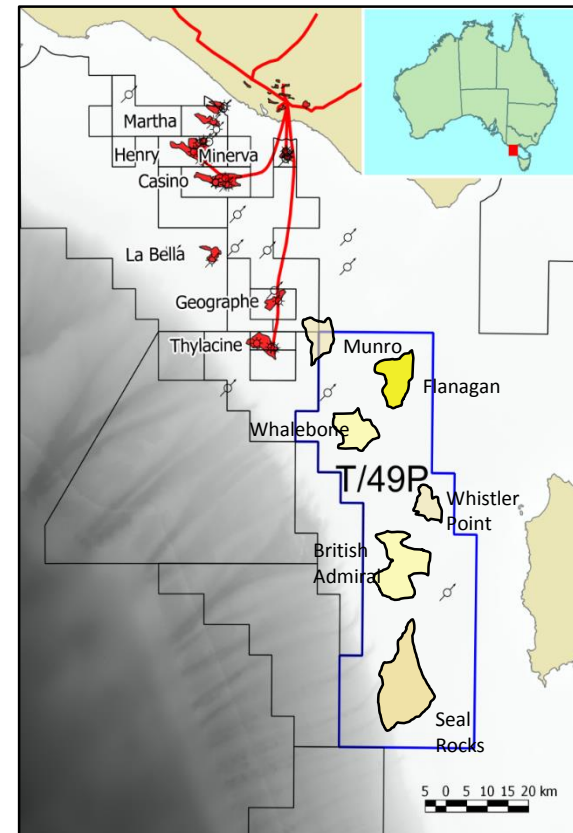 Martha
Henry Minerva
Casino
La Bellá
Geographe
Thylacine
Munro
Flanagan
Whalebone
T/49P
Whistler
Point
British
Admiral
Seal
Rocks
5 0 5 10 15 20 km